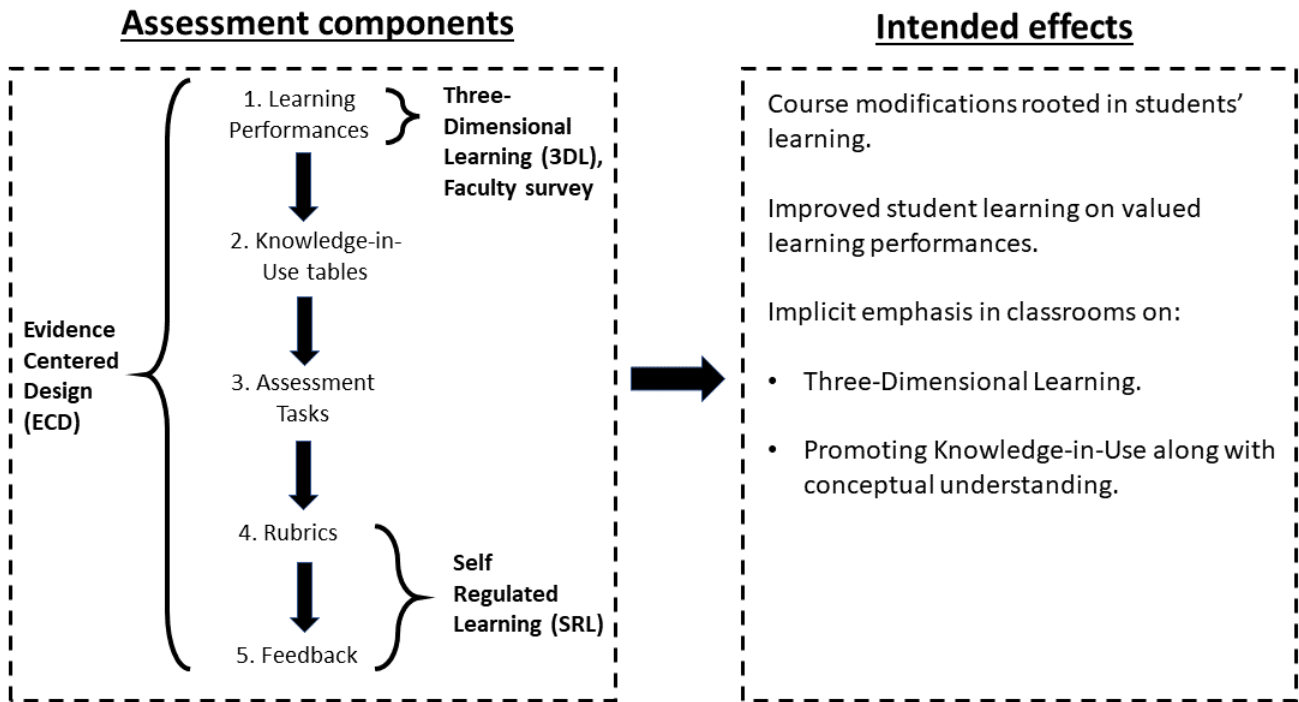 Assessment components
1. Learning
Performances
Three-
Dimensional
Learning (3DL),
Faculty survey
2. Knowledge-in-
Use tables
Evidence
Centered
Design
(ECD)
3. Assessment
Tasks
4. Rubrics
Self
Regulated
Learning (SRL)
5. Feedback
Intended effects
Course modifications rooted in students’
learning.
Improved student learning on valued
learning performances.
Implicit emphasis in classrooms on:
• Three-Dimensional Learning.
• Promoting Knowledge-in-Use along with
conceptual understanding.